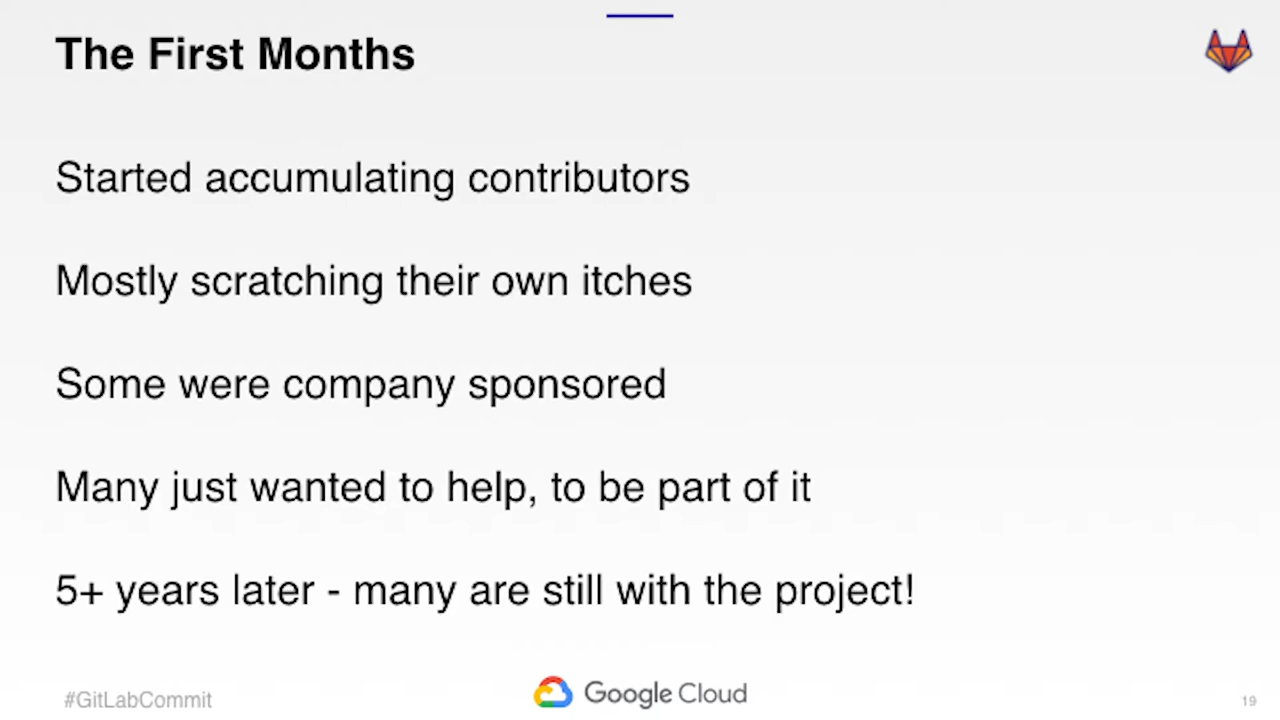 The First Months
Started accumulating contributors
Mostly scratching their own itches
Some were company sponsored
Many just wanted to help, to be part of it
5+ years later - many are still with the project!
#GitLabCommit
Google Cloud
19